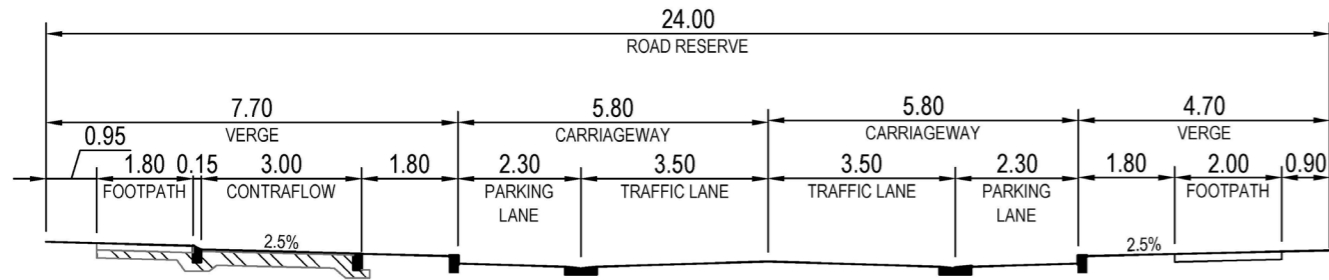 24.00
ROAD RESERVE
7.70 5.80 5.80 4.70
VERGE CARRIAGEWAY CARRIAGEWAY VERGE
0.95
1.80 0.15 3.00 1.80 2.30 3.50 3.50 2.30 1.80 2.00 0.90
FOOTPATH CONTRAFLOW PARKING TRAFFIC LANE TRAFFIC LANE PARKING FOOTPATH
LANE LANE
2.5% 2.5%